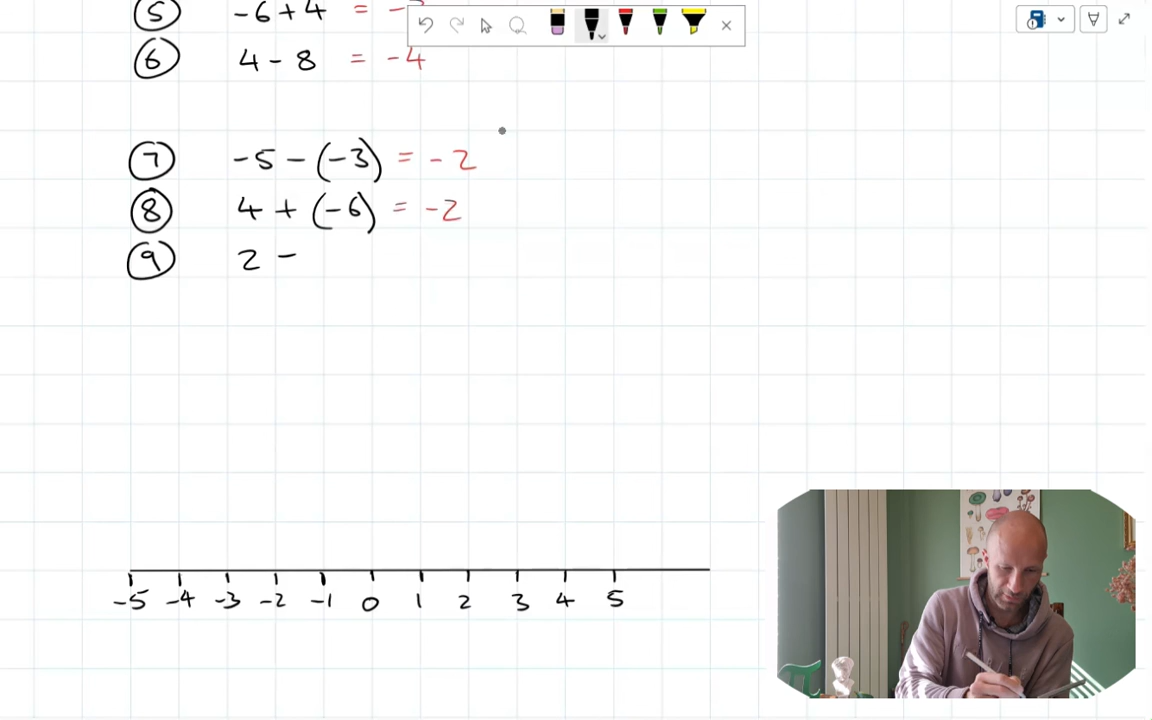 ⑤ -6+4 = -
⑥ 4-8 = -4
⑦ -5-(-3) = -2
⑧ 4+(-6) = -2
⑨ 2-
-5 -4 -3 -2 -1 0 1 2 3 4 5